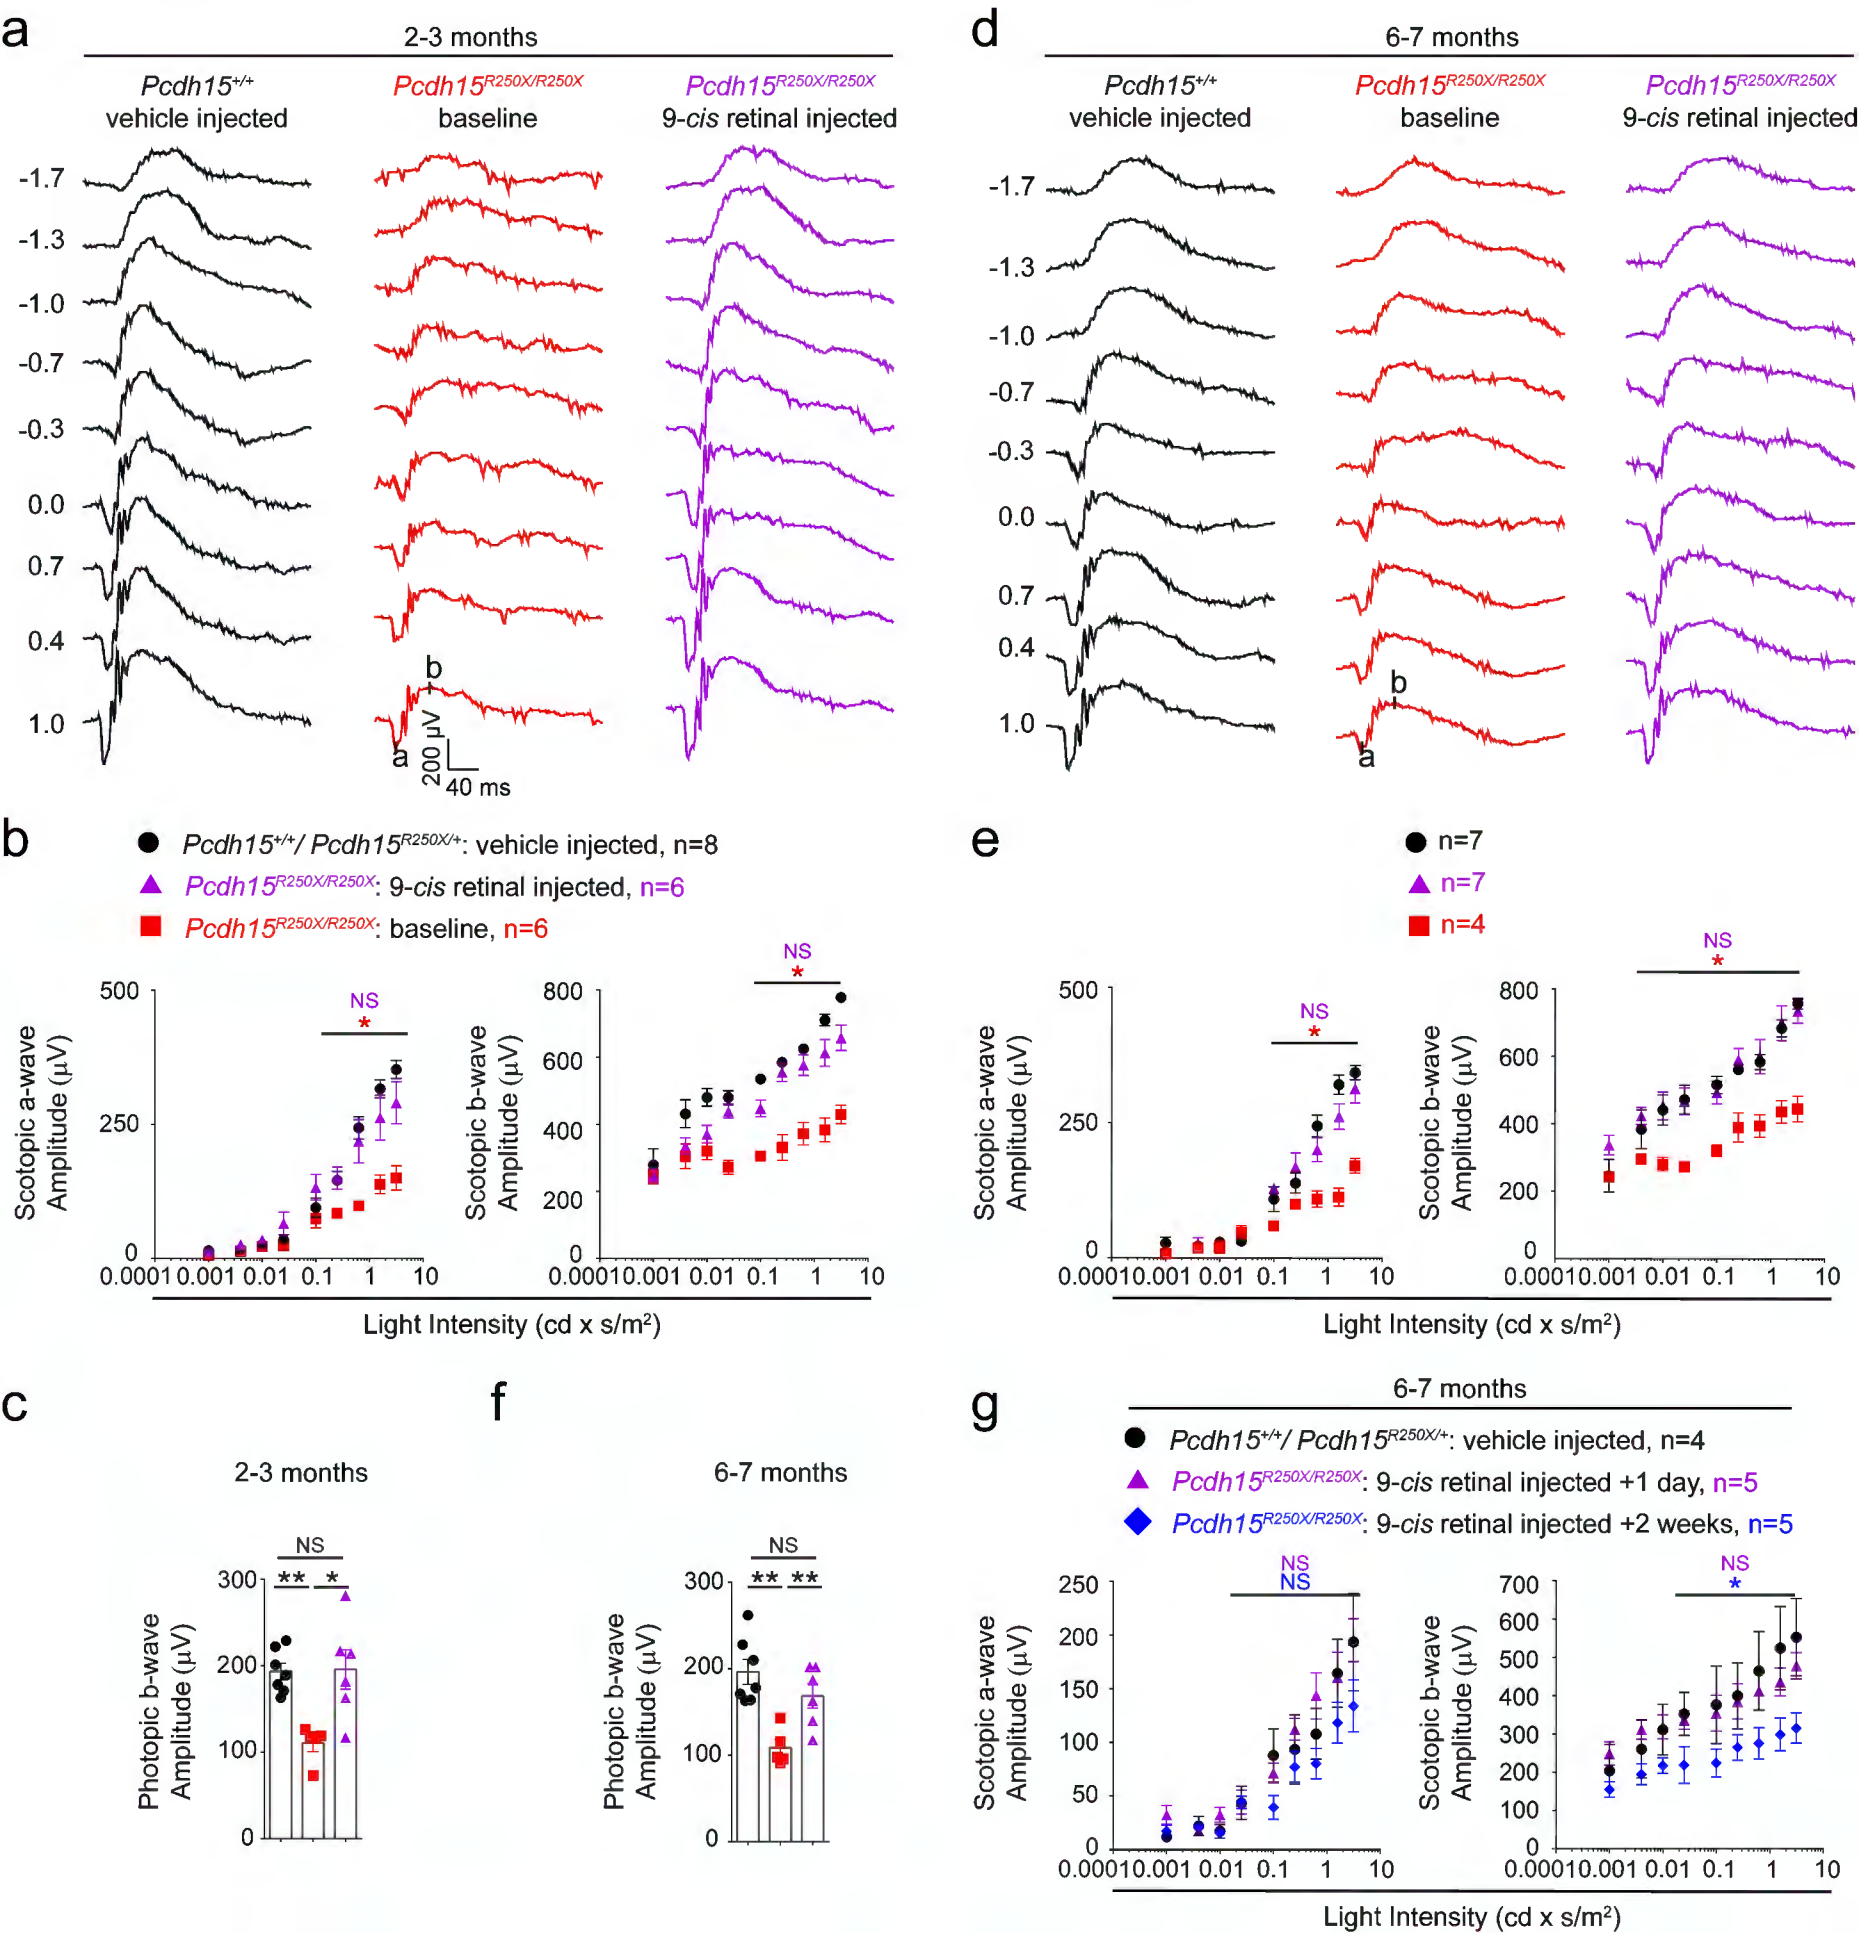 a
2-3 months
Pcdh15+/+
vehicle injected
Pcdh15R250X/R250X
baseline
Pcdh15R250X/R250X
9-cis retinal injected
-1.7
-1.3
-1.0
-0.7
-0.3
0.0
0.7
0.4
1.0
b
a
200 µV
40 ms
d
6-7 months
Pcdh15+/+
vehicle injected
Pcdh15R250X/R250X
baseline
Pcdh15R250X/R250X
9-cis retinal injected
-1.7
-1.3
-1.0
-0.7
-0.3
0.0
0.7
0.4
1.0
b
a
b
Pcdh15+/+/ Pcdh15R250X/+: vehicle injected, n=8
Pcdh15R250X/R250X: 9-cis retinal injected, n=6
Pcdh15R250X/R250X: baseline, n=6
Scotopic a-wave
Amplitude (µV)
500
250
0
NS
*
0.0001 0.001 0.01 0.1 1 10
Scotopic b-wave
Amplitude (µV)
800
600
400
200
0
NS
*
0.0001 0.001 0.01 0.1 1 10
Light Intensity (cd x s/m2)
e
n=7
n=7
n=4
Scotopic a-wave
Amplitude (µV)
500
250
0
NS
*
0.0001 0.001 0.01 0.1 1 10
Scotopic b-wave
Amplitude (µV)
800
600
400
200
0
NS
*
0.0001 0.001 0.01 0.1 1 10
Light Intensity (cd x s/m2)
c
2-3 months
NS
** *
Photopic b-wave
Amplitude (µV)
300
200
100
0
f
6-7 months
NS
** **
Photopic b-wave
Amplitude (µV)
300
200
100
0
g
6-7 months
Pcdh15+/+/ Pcdh15R250X/+: vehicle injected, n=4
Pcdh15R250X/R250X: 9-cis retinal injected +1 day, n=5
Pcdh15R250X/R250X: 9-cis retinal injected +2 weeks, n=5
Scotopic a-wave
Amplitude (µV)
250
200
150
100
50
0
NS
NS
0.0001 0.001 0.01 0.1 1 10
Scotopic b-wave
Amplitude (µV)
700
600
500
400
300
200
100
0
NS
*
0.0001 0.001 0.01 0.1 1 10
Light Intensity (cd x s/m2)